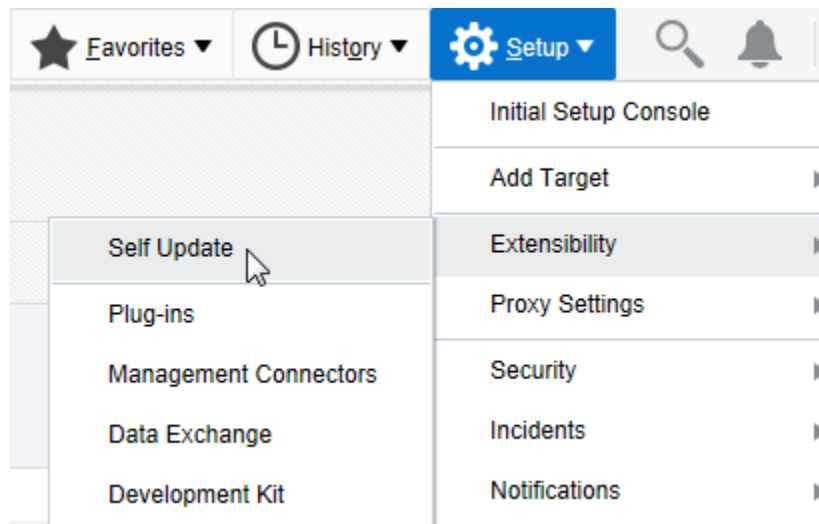 Favorites ▼ History ▼ Setup ▼
Initial Setup Console
Add Target
Extensibility
Proxy Settings
Security
Incidents
Notifications
Self Update
Plug-ins
Management Connectors
Data Exchange
Development Kit